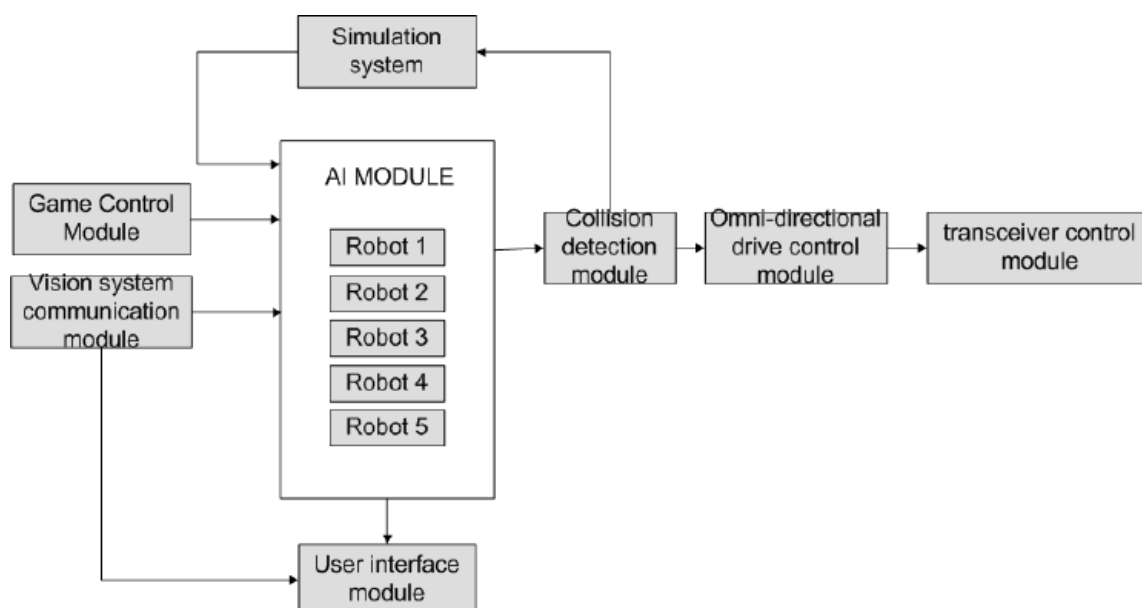 Simulation
system
AI MODULE
Game Control
Module
Vision system
communication
module
Robot 1
Robot 2
Robot 3
Robot 4
Robot 5
Collision
detection
module
Omni-directional
drive control
module
transceiver control
module
User interface
module